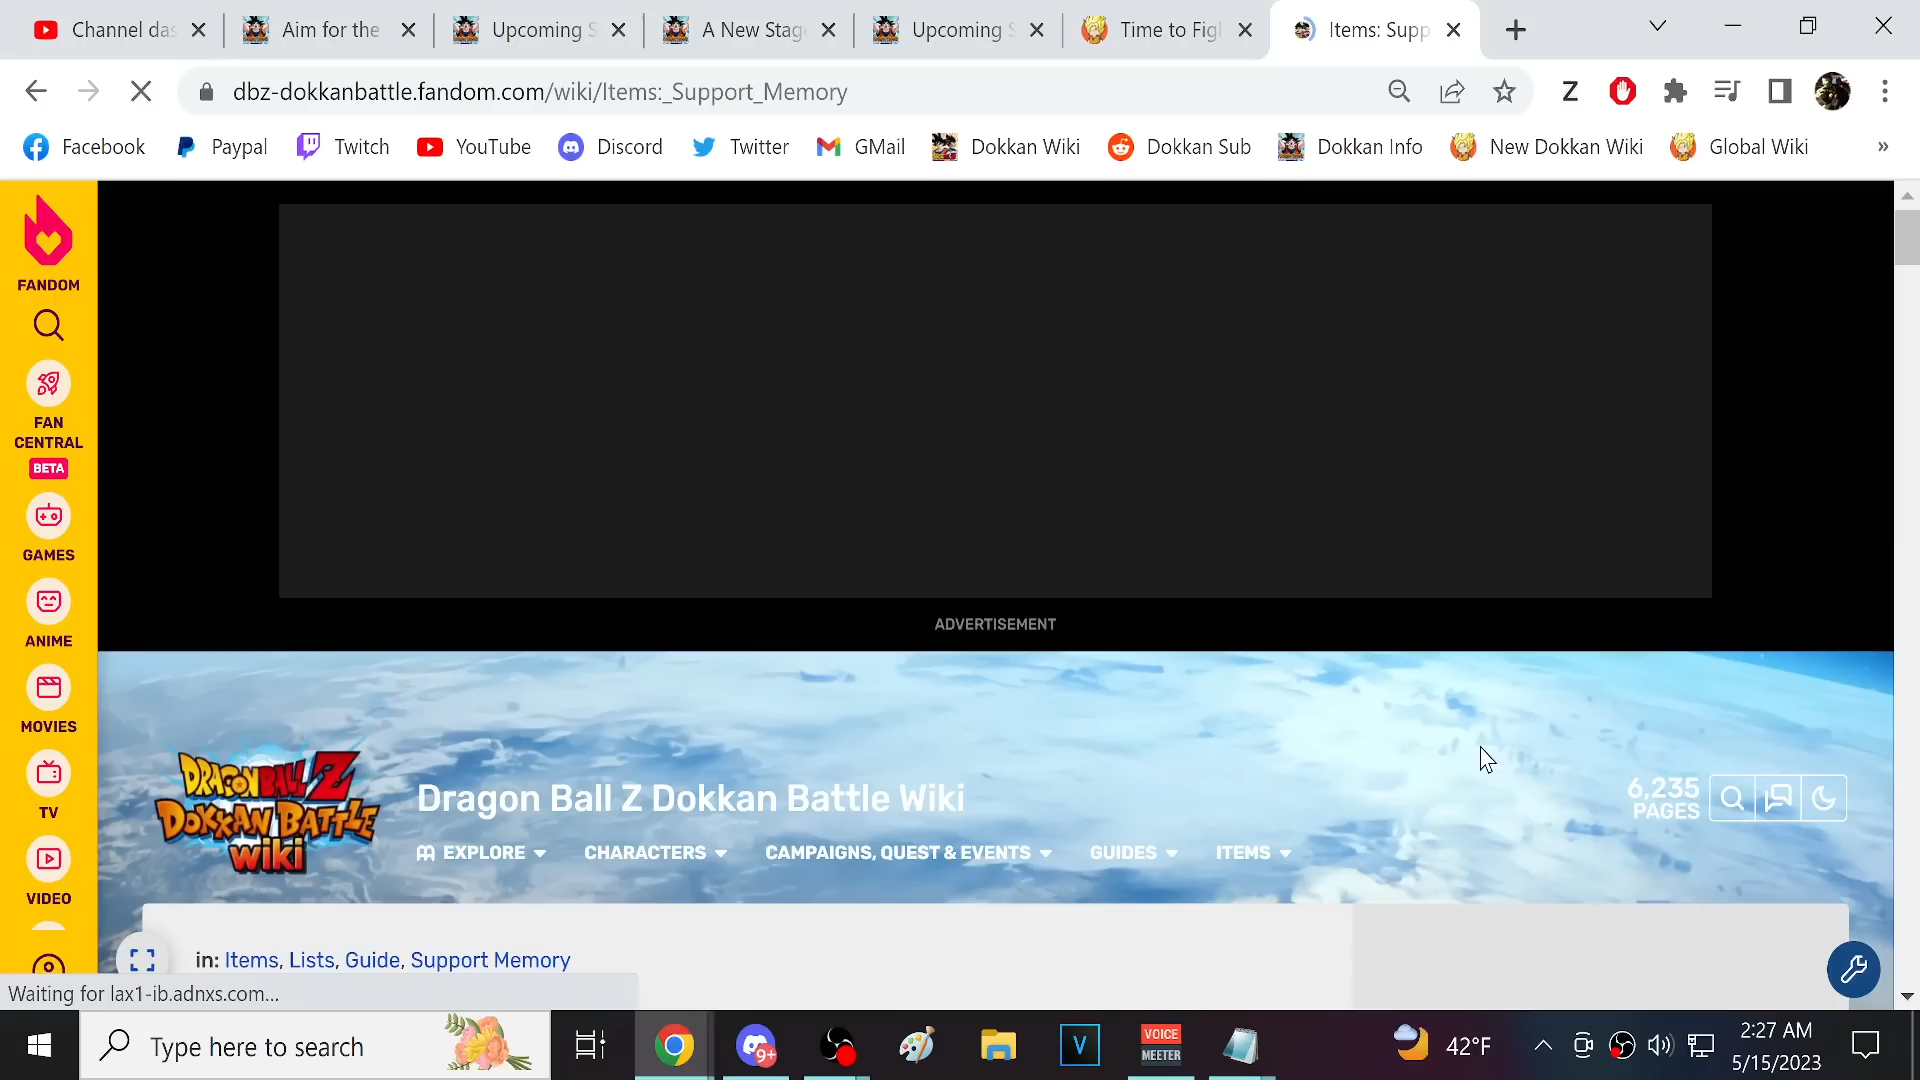 Channel das
Aim for the
Upcoming S
A New Stag
Upcoming S
Time to Figh
Items: Supp
dbz-dokkanbattle.fandom.com/wiki/Items:_Support_Memory
Z
Facebook
Paypal
Twitch
YouTube
Discord
Twitter
GMail
Dokkan Wiki
Dokkan Sub
Dokkan Info
New Dokkan Wiki
Global Wiki
»
FANDOM
FAN
CENTRAL
BETA
GAMES
ANIME
MOVIES
TV
VIDEO
ADVERTISEMENT
DRAGON BALL Z
DOKKAN BATTLE
wiki
Dragon Ball Z Dokkan Battle Wiki
6,235
PAGES
EXPLORE
CHARACTERS
CAMPAIGNS, QUEST & EVENTS
GUIDES
ITEMS
in: Items, Lists, Guide, Support Memory
Waiting for lax1-ib.adnxs.com...
Type here to search
9+
V
VOICE
MEETER
42°F
2:27 AM
5/15/2023